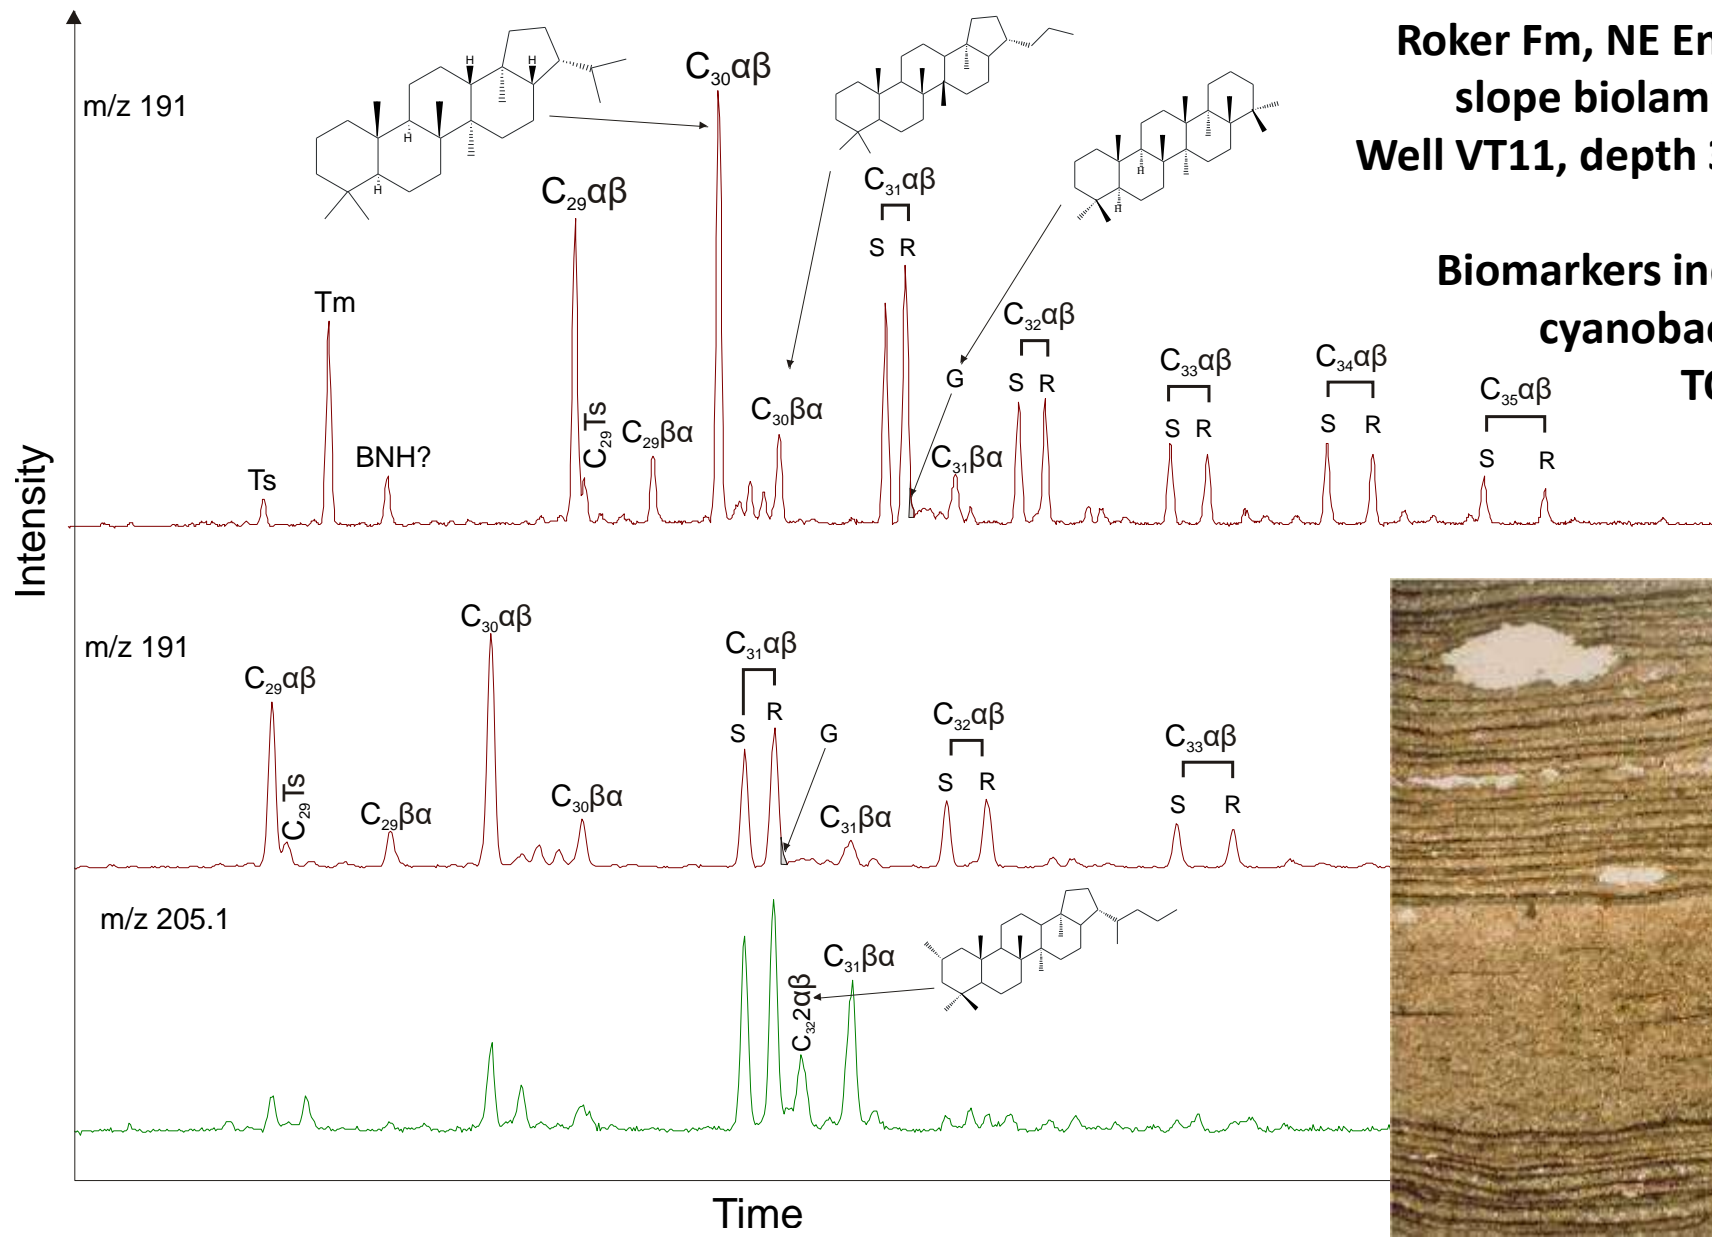 Roker Fm, NE En
slope biolam
Well VT11, depth 3
Biomarkers in
cyanobac
m/z 191
C₃₀αβ
C₂₉αβ
C₃₁αβ
S R
Tm
C₃₂αβ
S R
G
C₃₃αβ
S R
C₃₄αβ
S R
C₃₅αβ
S R
C₃₀βα
C₂₉Ts
C₂₉βα
BNH?
Ts
C₃₁βα
H
H
H
H
H
H
Intensity
m/z 191
C₃₀αβ
C₂₉αβ
C₃₁αβ
S R
G
C₃₂αβ
S R
C₃₃αβ
S R
C₂₉Ts
C₂₉βα
C₃₀βα
C₃₁βα
m/z 205.1
C₃₂2αβ
C₃₁βα
Time